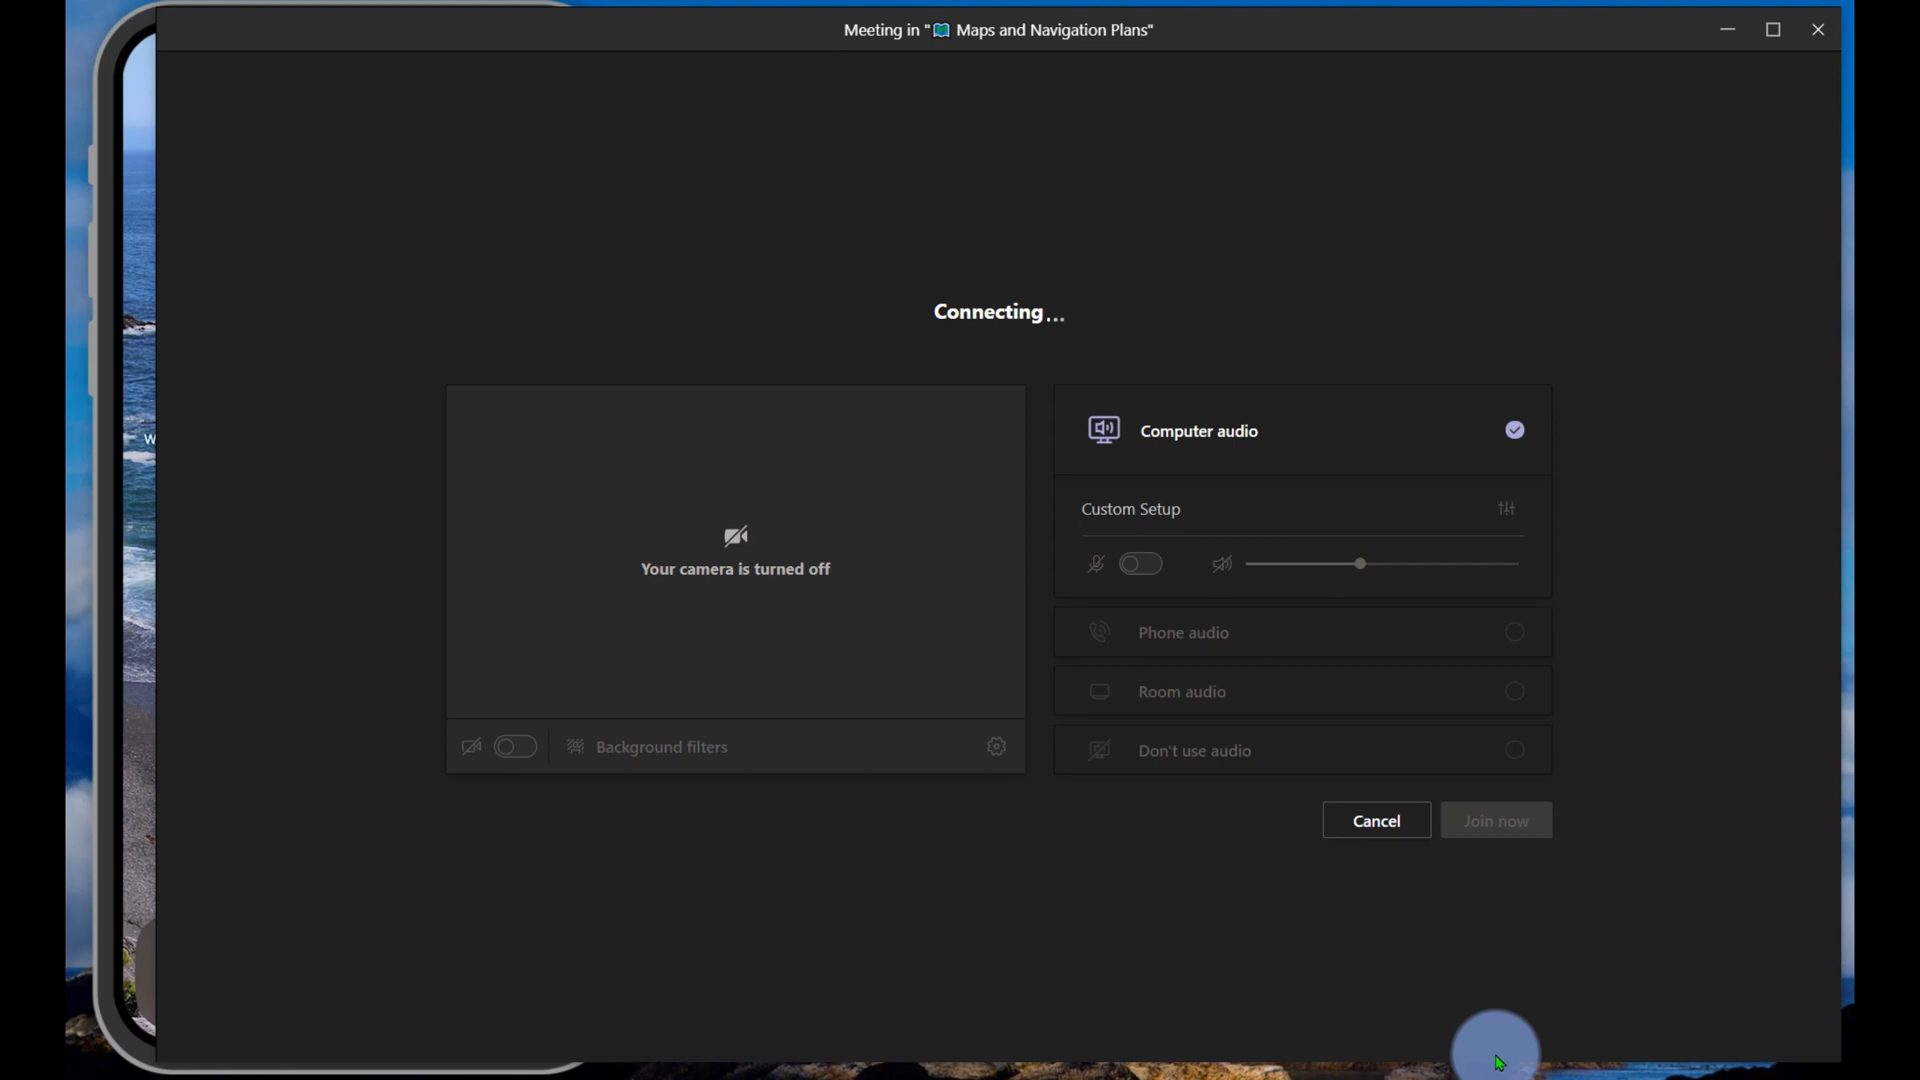 Meeting in "🗺️ Maps and Navigation Plans"
W
Connecting...
Computer audio
Custom Setup
Your camera is turned off
Phone audio
Room audio
Background filters
Don't use audio
Cancel
Join now